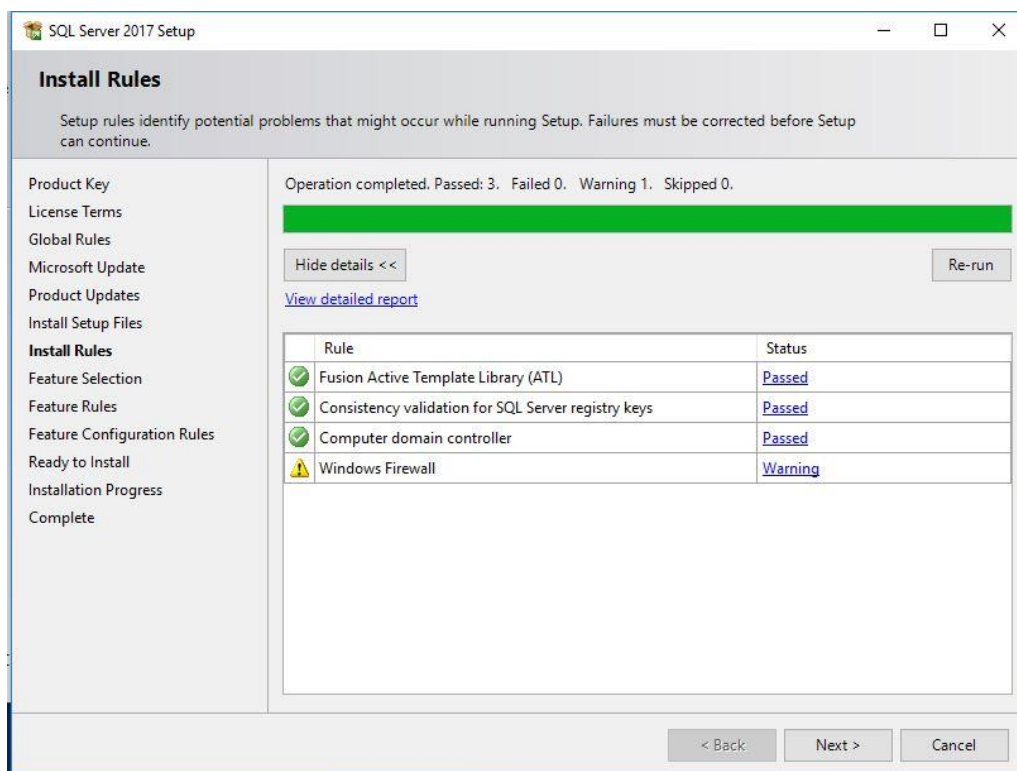 SQL Server 2017 Setup
Install Rules
Setup rules identify potential problems that might occur while running Setup. Failures must be corrected before Setup
can continue.
Product Key
License Terms
Global Rules
Microsoft Update
Product Updates
Install Setup Files
Install Rules
Feature Selection
Feature Rules
Feature Configuration Rules
Ready to Install
Installation Progress
Complete
Operation completed. Passed: 3.   Failed 0.   Warning 1.   Skipped 0.
Hide details <<
Re-run
View detailed report
Rule Status
Fusion Active Template Library (ATL) Passed
Consistency validation for SQL Server registry keys Passed
Computer domain controller Passed
Windows Firewall Warning
< Back Next > Cancel